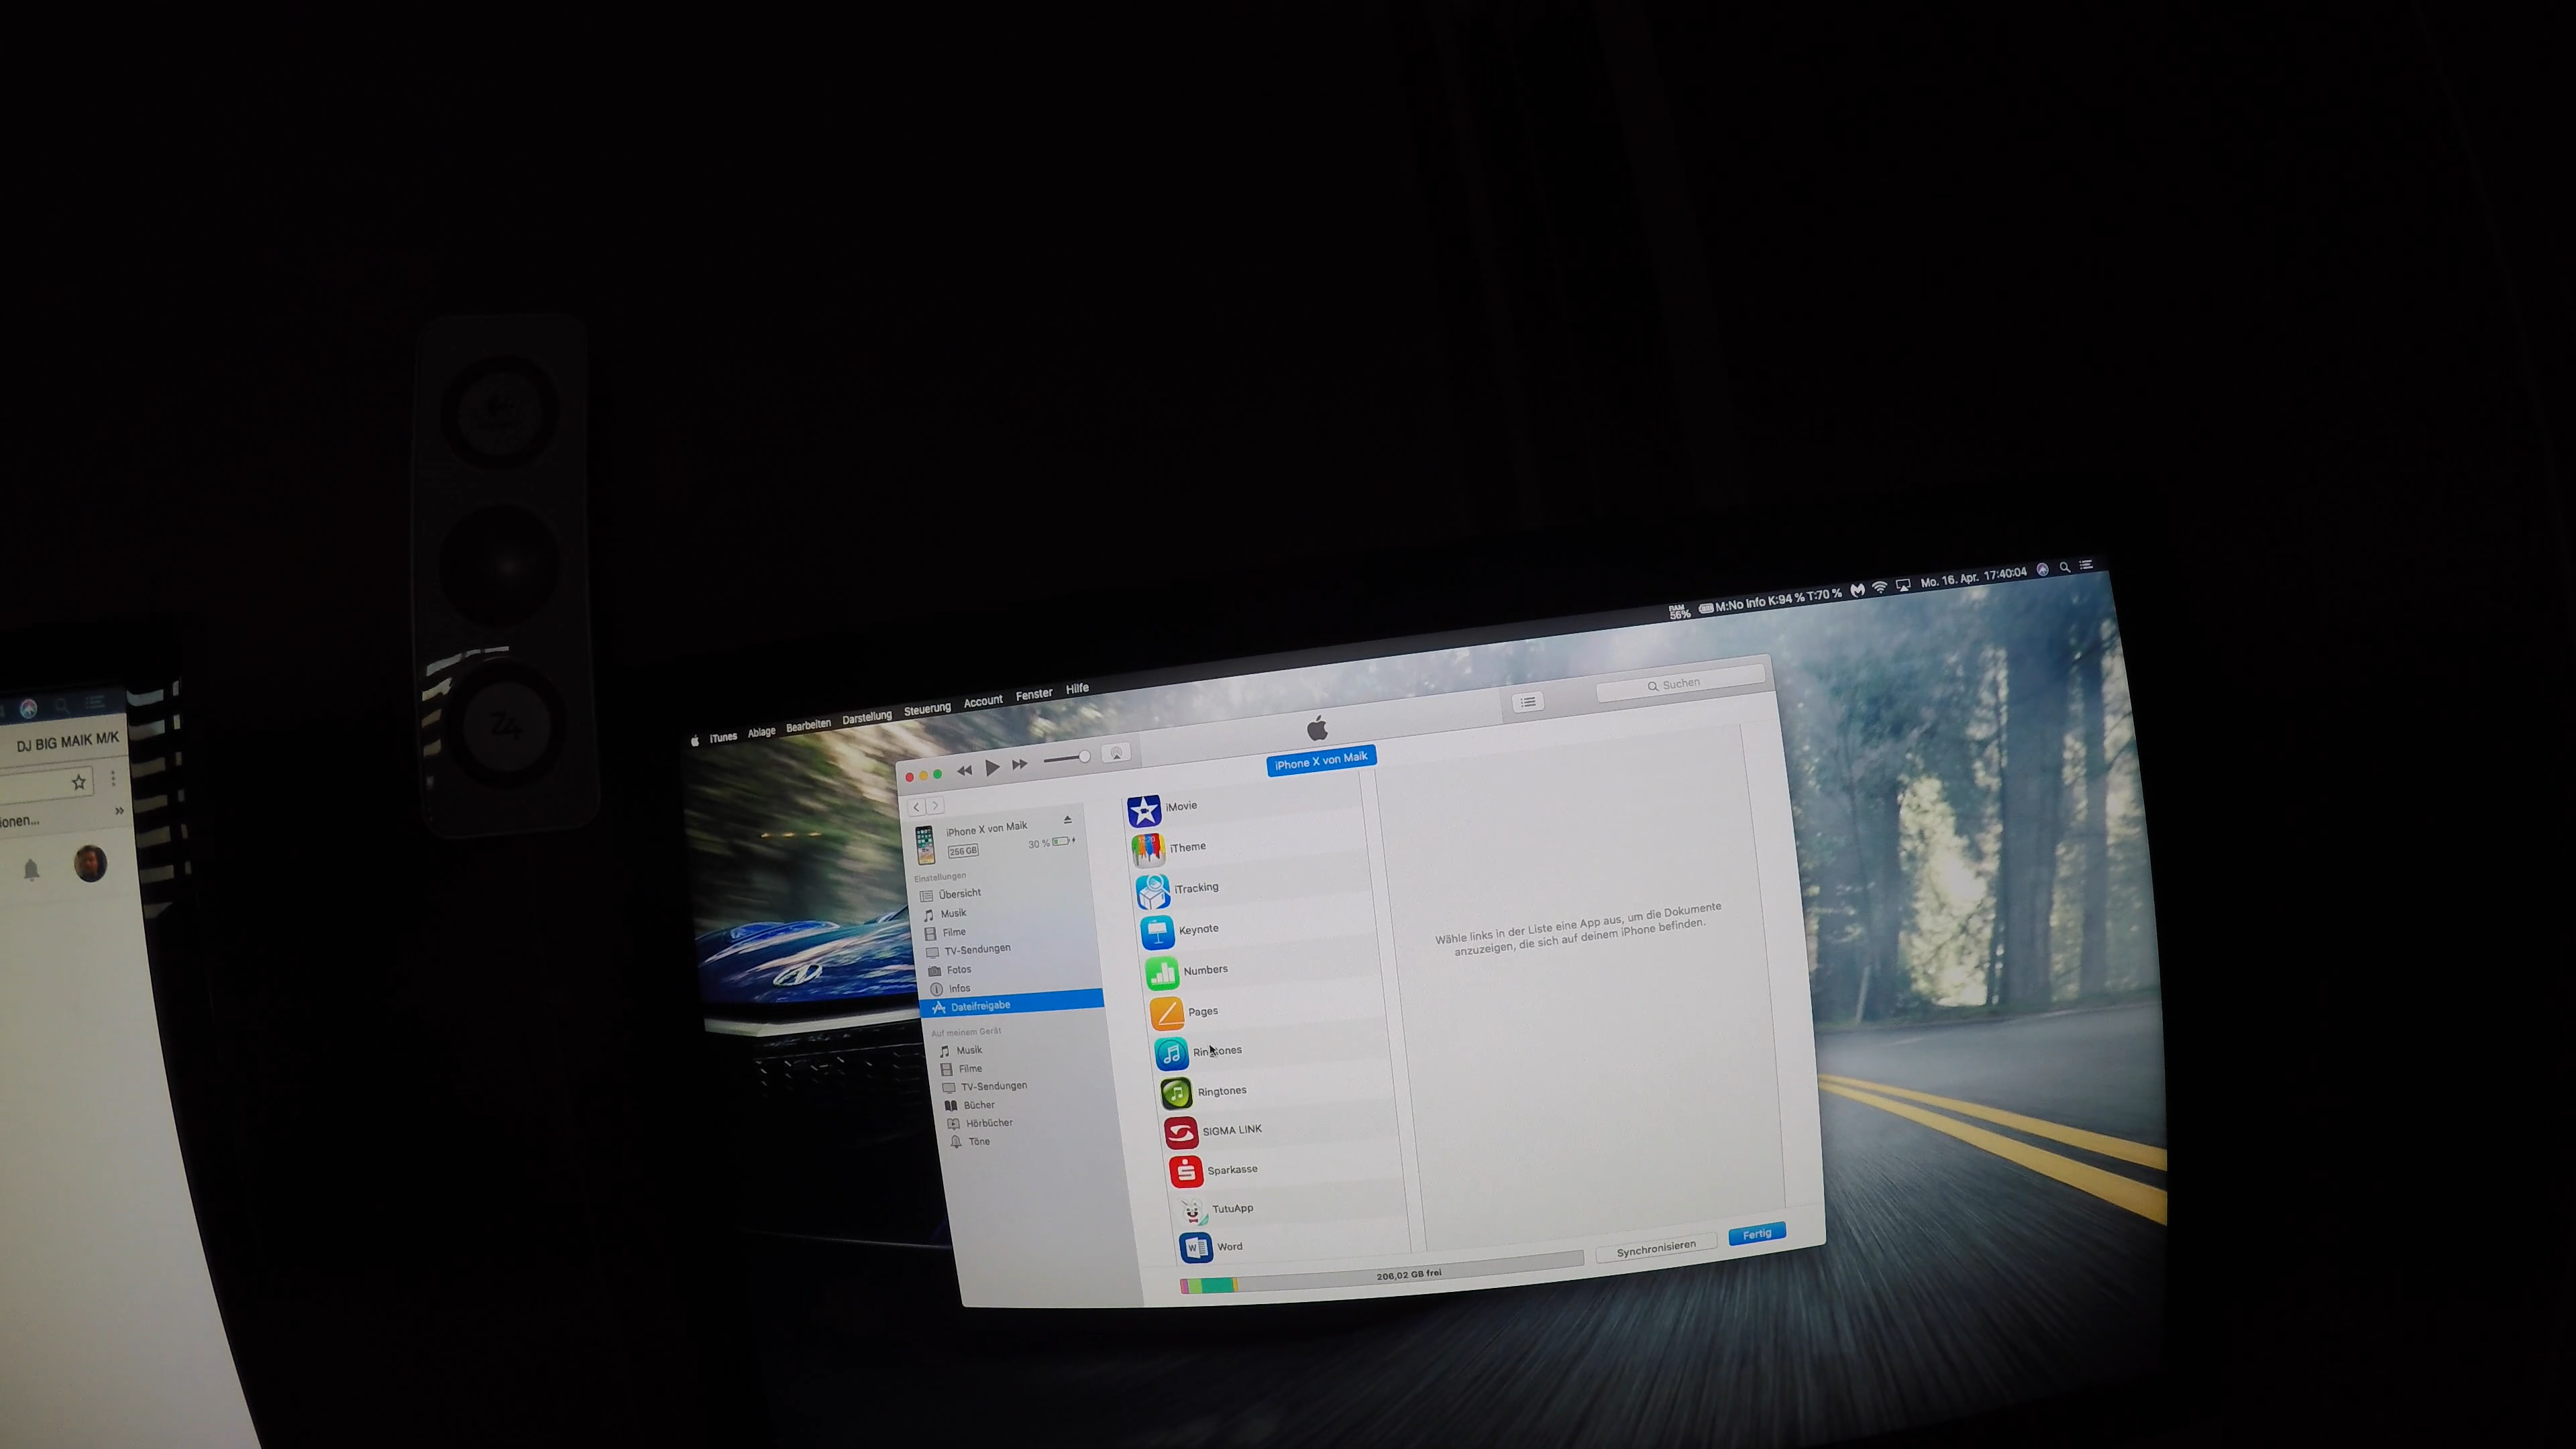 Z4
DJ BIG MAIK M/K
ionen...
»
iTunes Ablage Bearbeiten Darstellung Steuerung Account Fenster Hilfe
RAM
56%
M:No Info K:94 % T:70 %
Mo. 16. Apr. 17:40:04
Suchen
iPhone X von Maik
iPhone X von Maik
256 GB
30 %
Einstellungen
Übersicht
Musik
Filme
TV-Sendungen
Fotos
Infos
Dateifreigabe
Auf meinem Gerät
Musik
Filme
TV-Sendungen
Bücher
Hörbücher
Töne
iMovie
iTheme
iTracking
Keynote
Numbers
Pages
Ringtones
Ringtones
SIGMA LINK
Sparkasse
TutuApp
Word
Wähle links in der Liste eine App aus, um die Dokumente
anzuzeigen, die sich auf deinem iPhone befinden.
206,02 GB frei
Synchronisieren
Fertig